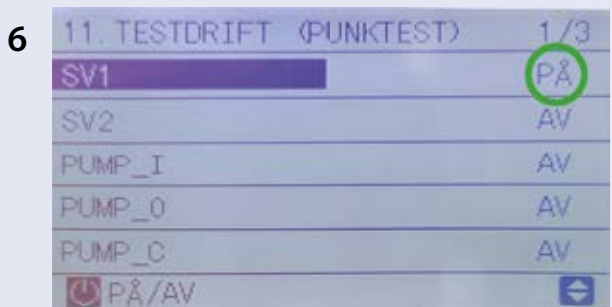 6
11. TESTDRIFT (PUNKTEST) 1/3
SV1 PÅ
SV2 AV
PUMP_I AV
PUMP_O AV
PUMP_C AV
PÅ/AV